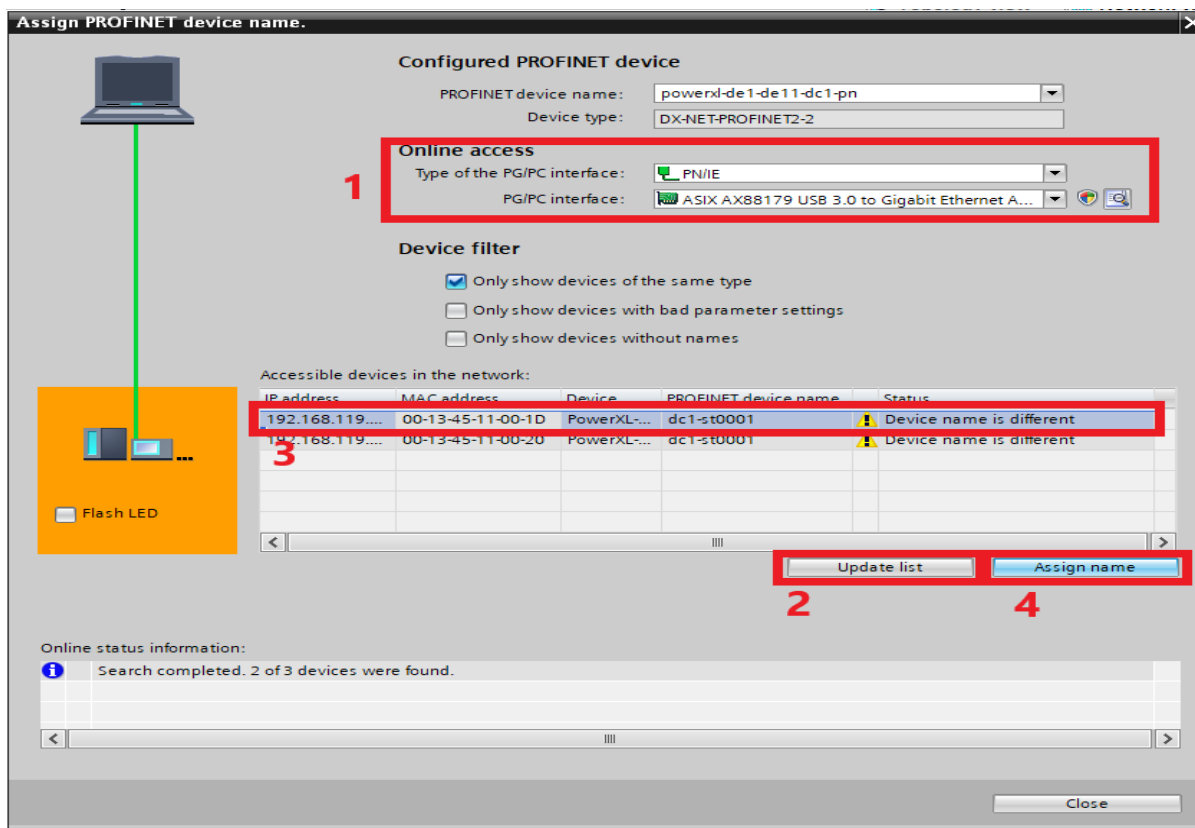 Assign PROFINET device name.
Configured PROFINET device
PROFINET device name: powerxl-de1-de11-dc1-pn
Device type: DX-NET-PROFINET2-2
Online access
1
Type of the PG/PC interface: PN/IE
PG/PC interface: ASIX AX88179 USB 3.0 to Gigabit Ethernet A...
Device filter
Only show devices of the same type
Only show devices with bad parameter settings
Only show devices without names
Accessible devices in the network:
IP address MAC address Device PROFINET device name Status
192.168.119.... 00-13-45-11-00-1D PowerXL-... dc1-st0001 Device name is different
192.168.119.... 00-13-45-11-00-20 PowerXL-... dc1-st0001 Device name is different
3
...
Flash LED
Update list Assign name
2 4
Online status information:
Search completed. 2 of 3 devices were found.
Close